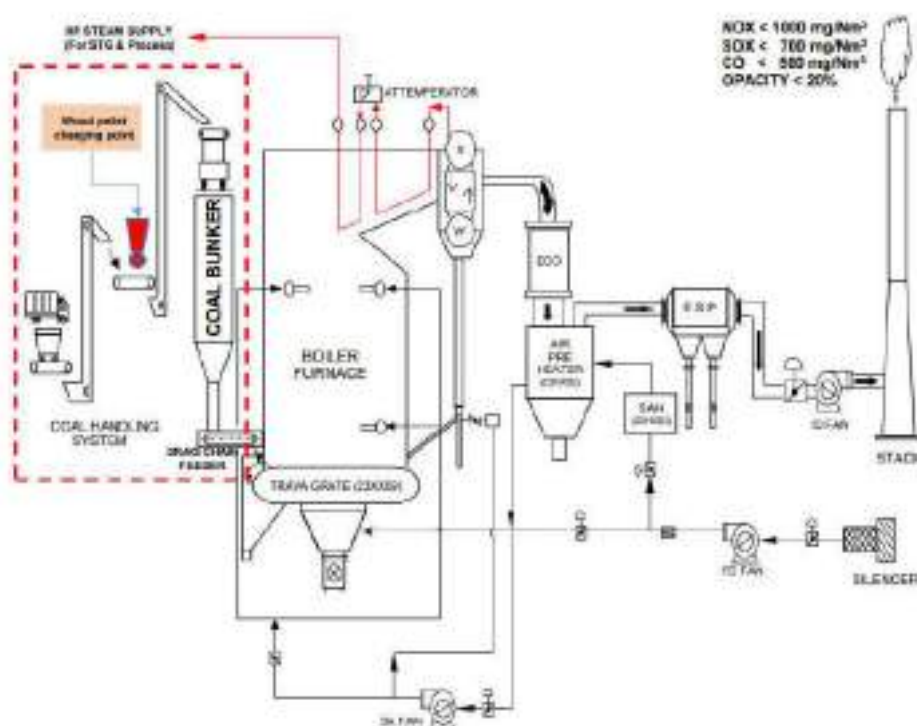 HP STEAM SUPPLY
(For STG & Process)
NOX < 1000 mg/Nm³
SOX < 700 mg/Nm³
CO < 500 mg/Nm³
OPACITY < 20%
ATTEMPERATOR
Wood pellet
charging point
COAL BUNKER
ECO
E.S.P
BOILER
FURNACE
AIR
PRE
HEATER
SAH
COAL HANDLING
SYSTEM
DRAG CHAIN
FEEDER
ID FAN
STACK
TRAVA-GRATE
FD FAN
SILENCER
SA FAN